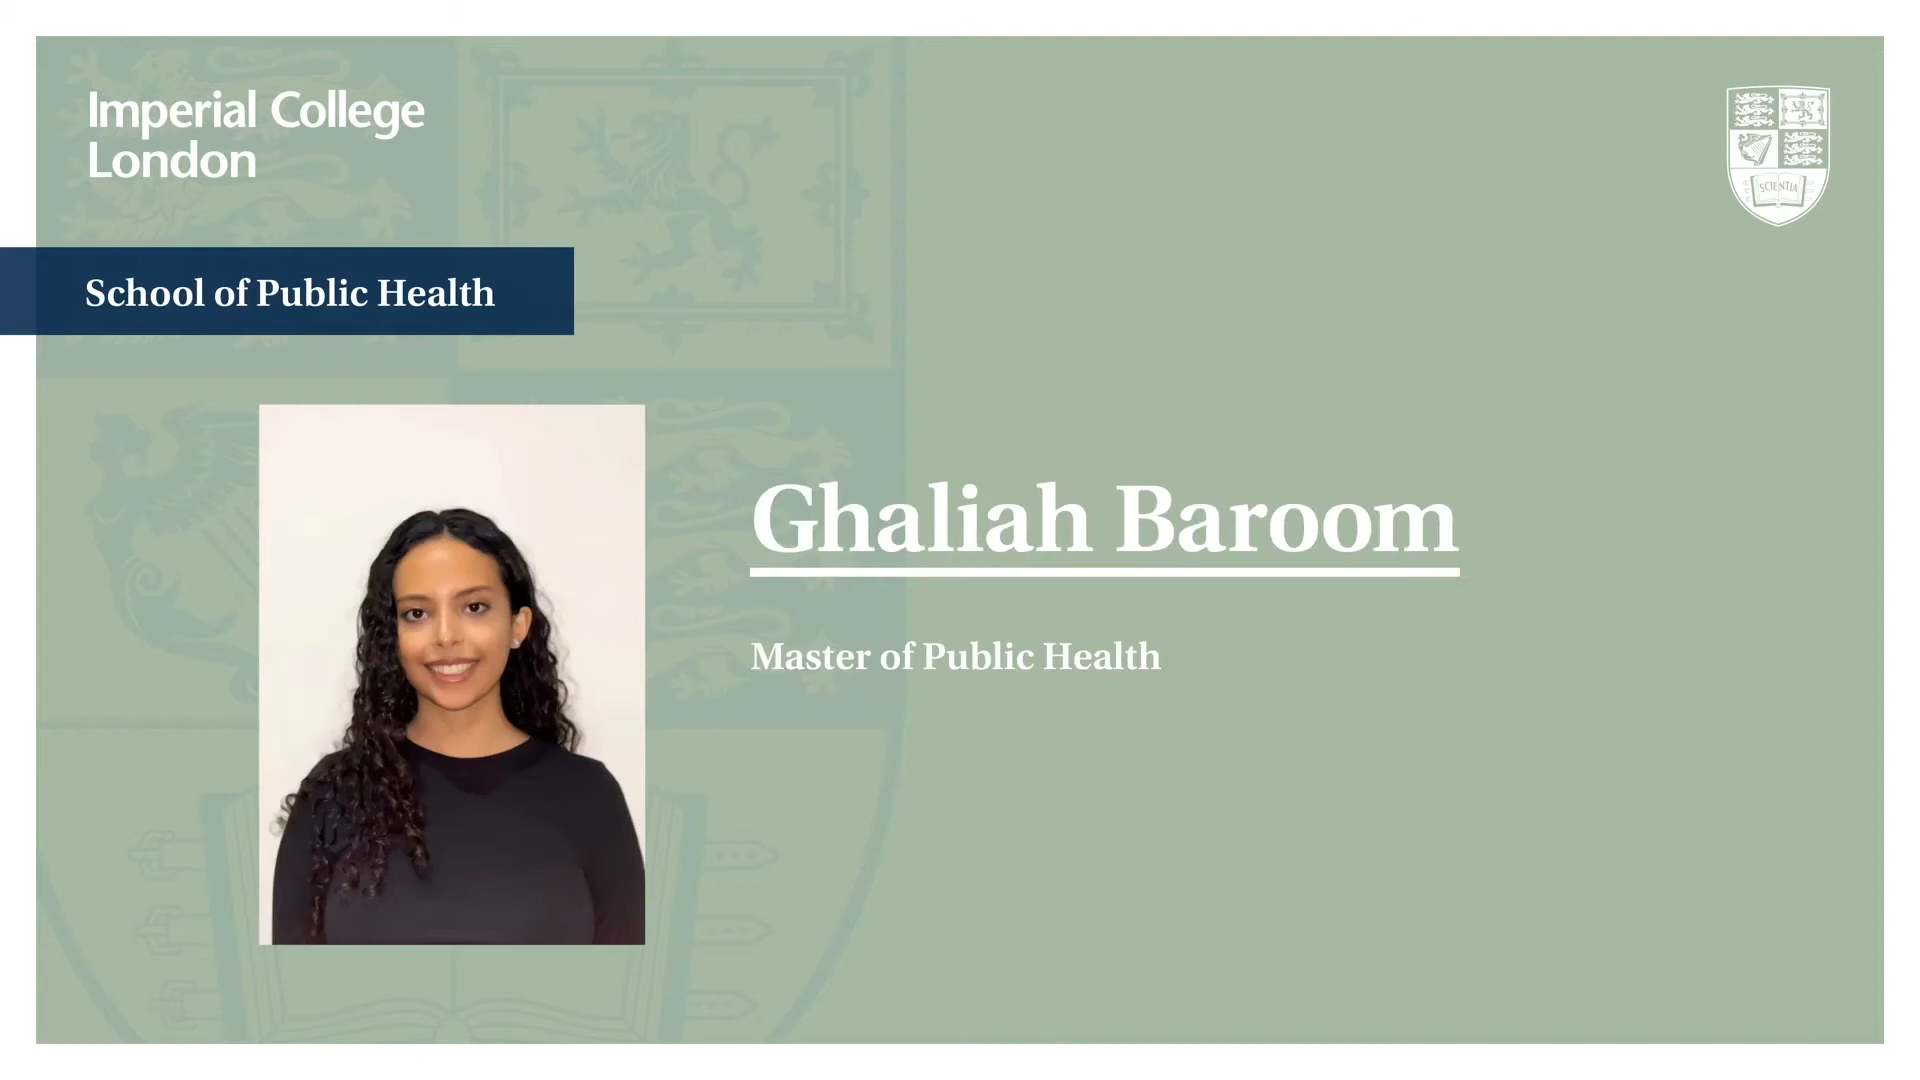 Imperial College
London
SCIENTIA
School of Public Health
Ghaliah Baroom
Master of Public Health